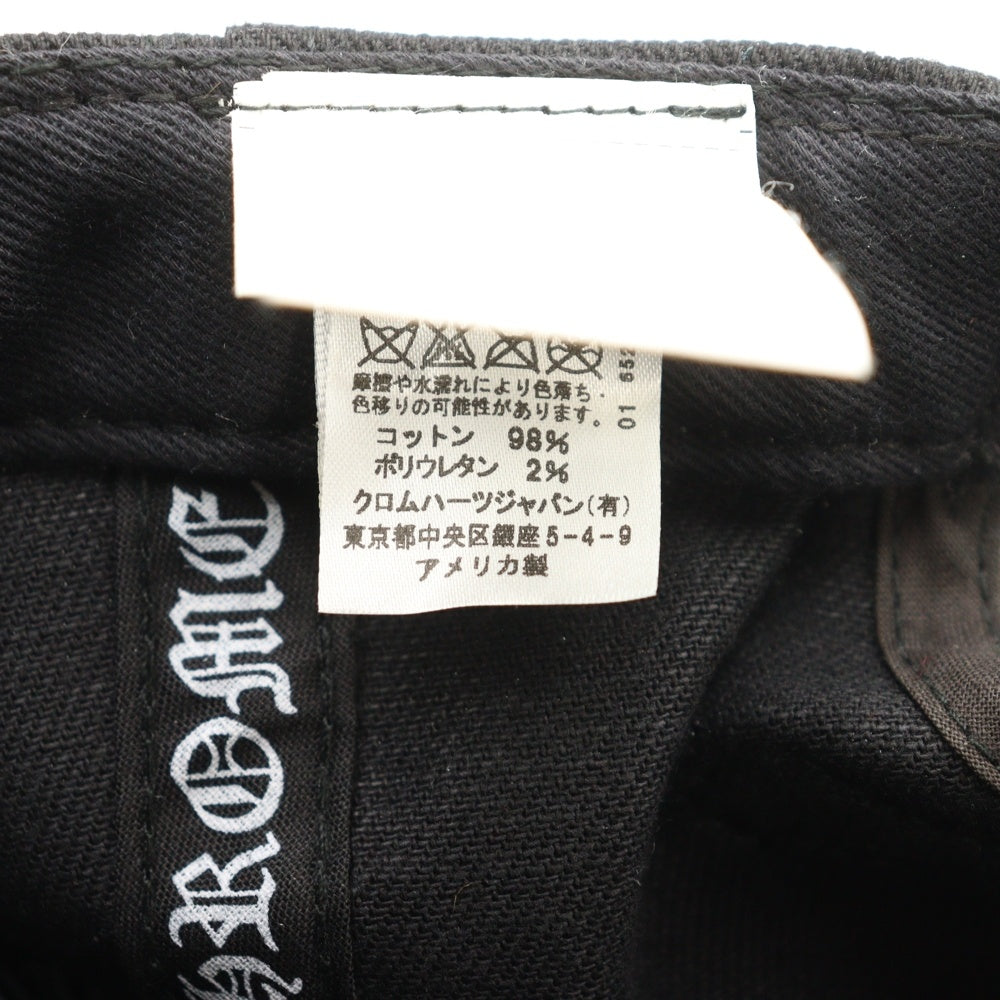 摩擦や水濡れにより色落ち・
色移りの可能性があります。
コットン 98%
ポリウレタン 2%
クロムハーツジャパン(有)
東京都中央区銀座5-4-9
アメリカ製
01
HROME